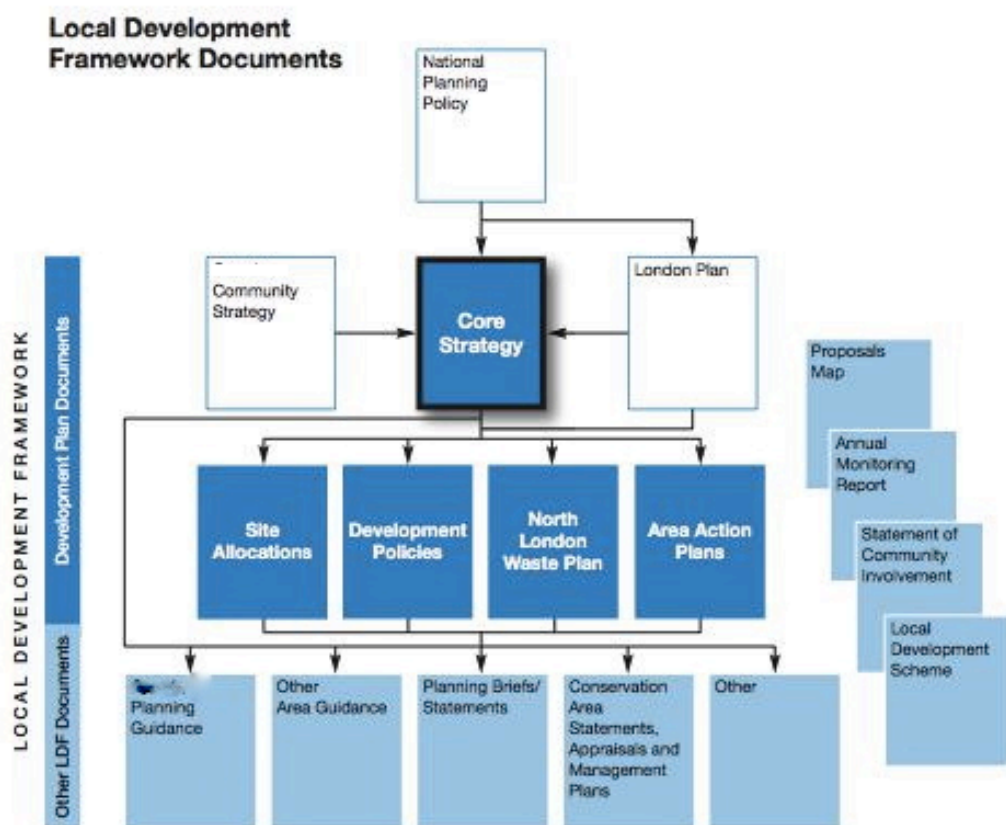 Local Development
Framework Documents
National
Planning
Policy
Community
Strategy
Core
Strategy
London Plan
LOCAL DEVELOPMENT FRAMEWORK
Development Plan Documents
Other LDF Documents
Site
Allocations
Development
Policies
North
London
Waste Plan
Area Action
Plans
Proposals
Map
Annual
Monitoring
Report
Statement of
Community
Involvement
Local
Development
Scheme
Planning
Guidance
Other
Area Guidance
Planning Briefs/
Statements
Conservation
Area
Statements,
Appraisals and
Management
Plans
Other